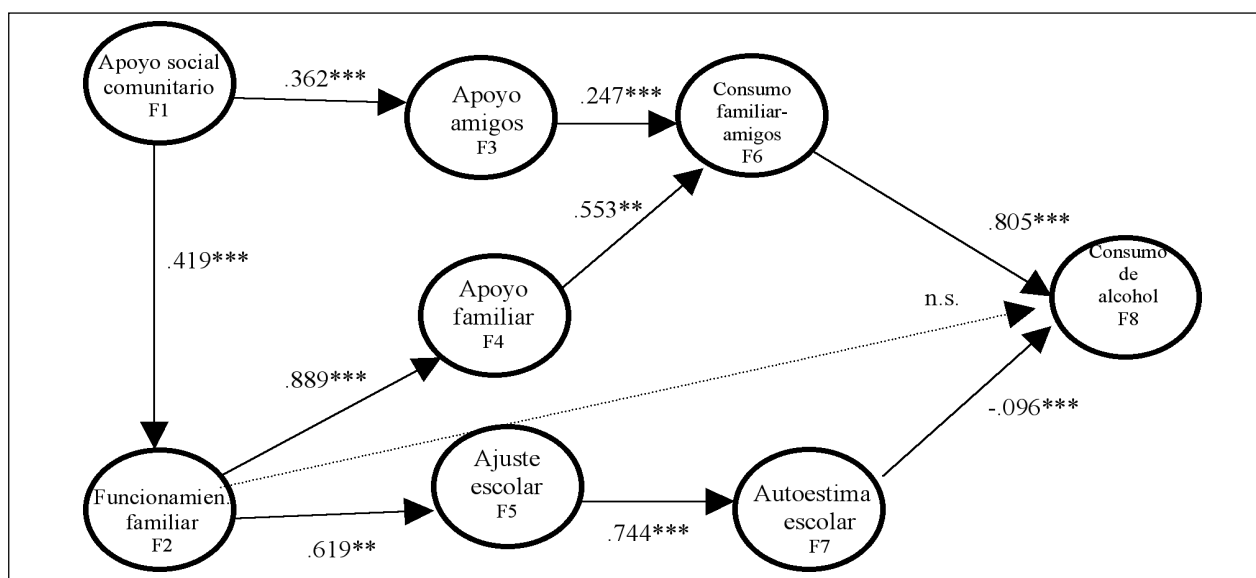 Apoyo social
comunitario
F1
.362***
Apoyo
amigos
F3
.247***
Consumo
familiar-
amigos
F6
.553**
.805***
.419***
Consumo
de
alcohol
F8
Apoyo
familiar
F4
n.s.
.889***
-.096***
Funcionamien.
familiar
F2
.619**
Ajuste
escolar
F5
.744***
Autoestima
escolar
F7